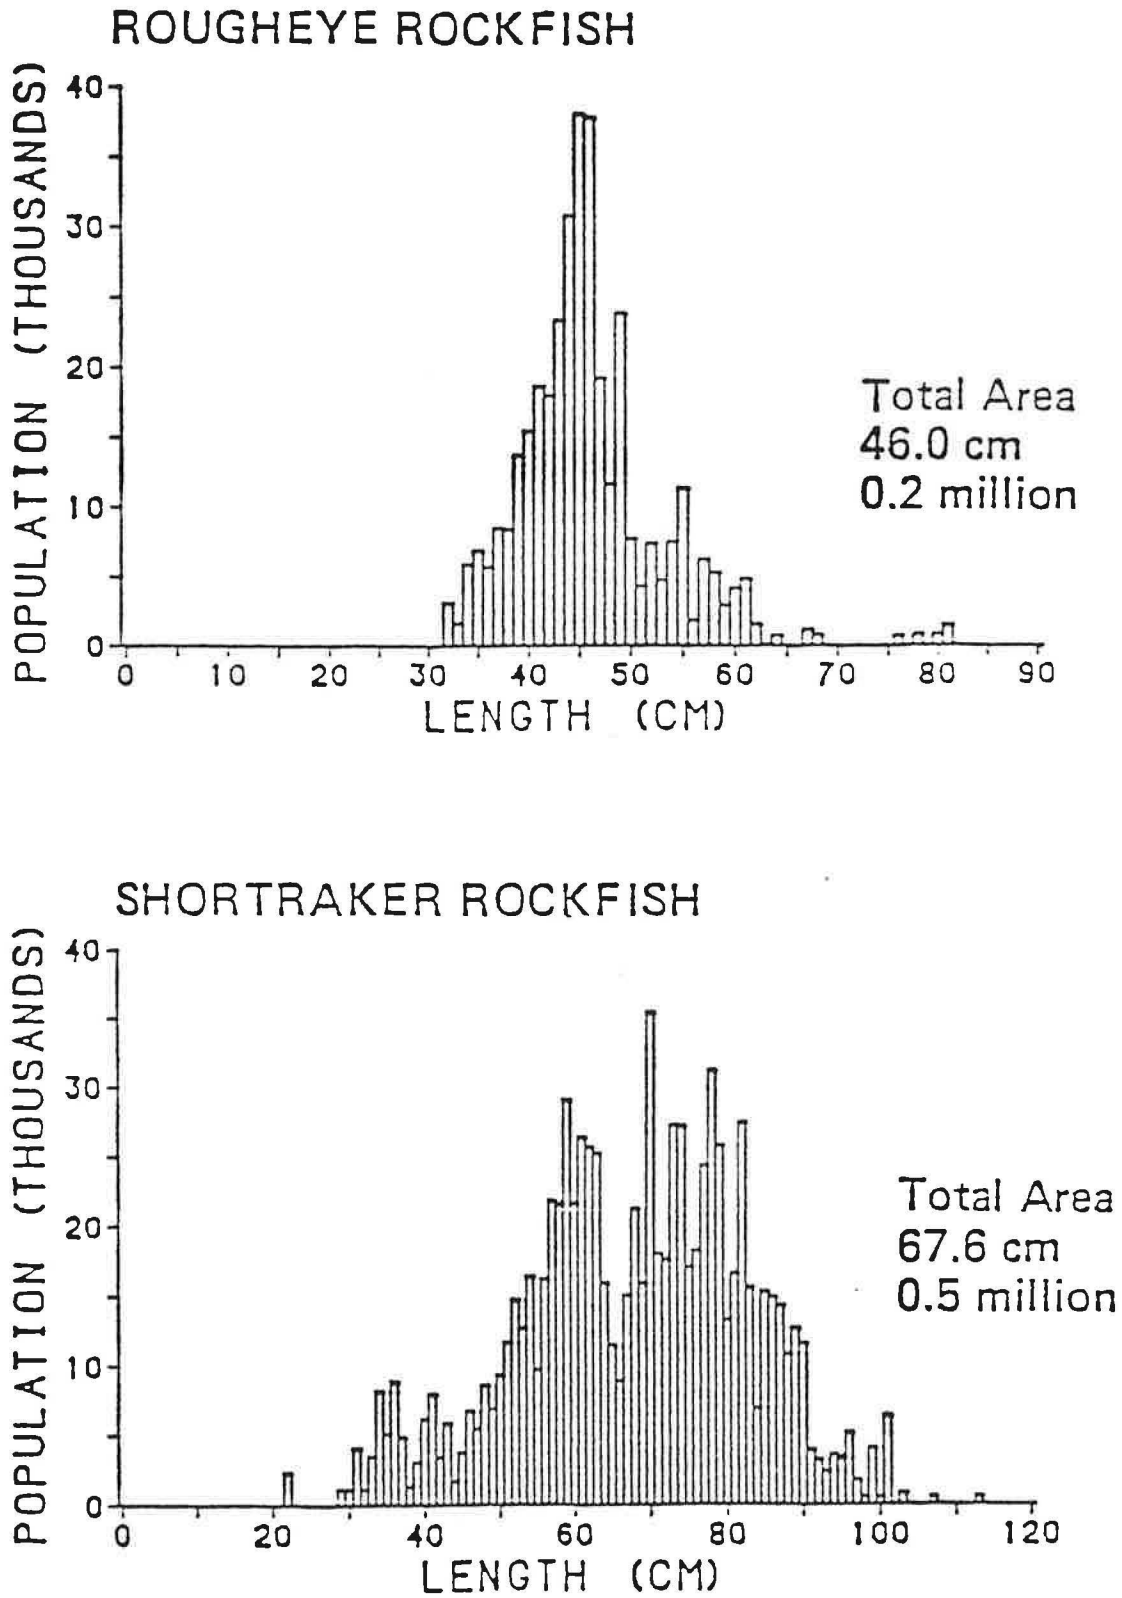 ROUGHEYE ROCKFISH
POPULATION (THOUSANDS)
40
30
20
10
0
Total Area
46.0 cm
0.2 million
0 10 20 30 40 50 60 70 80 90
LENGTH (CM)
SHORTRAKER ROCKFISH
POPULATION (THOUSANDS)
40
30
20
10
0
Total Area
67.6 cm
0.5 million
0 20 40 60 80 100 120
LENGTH (CM)